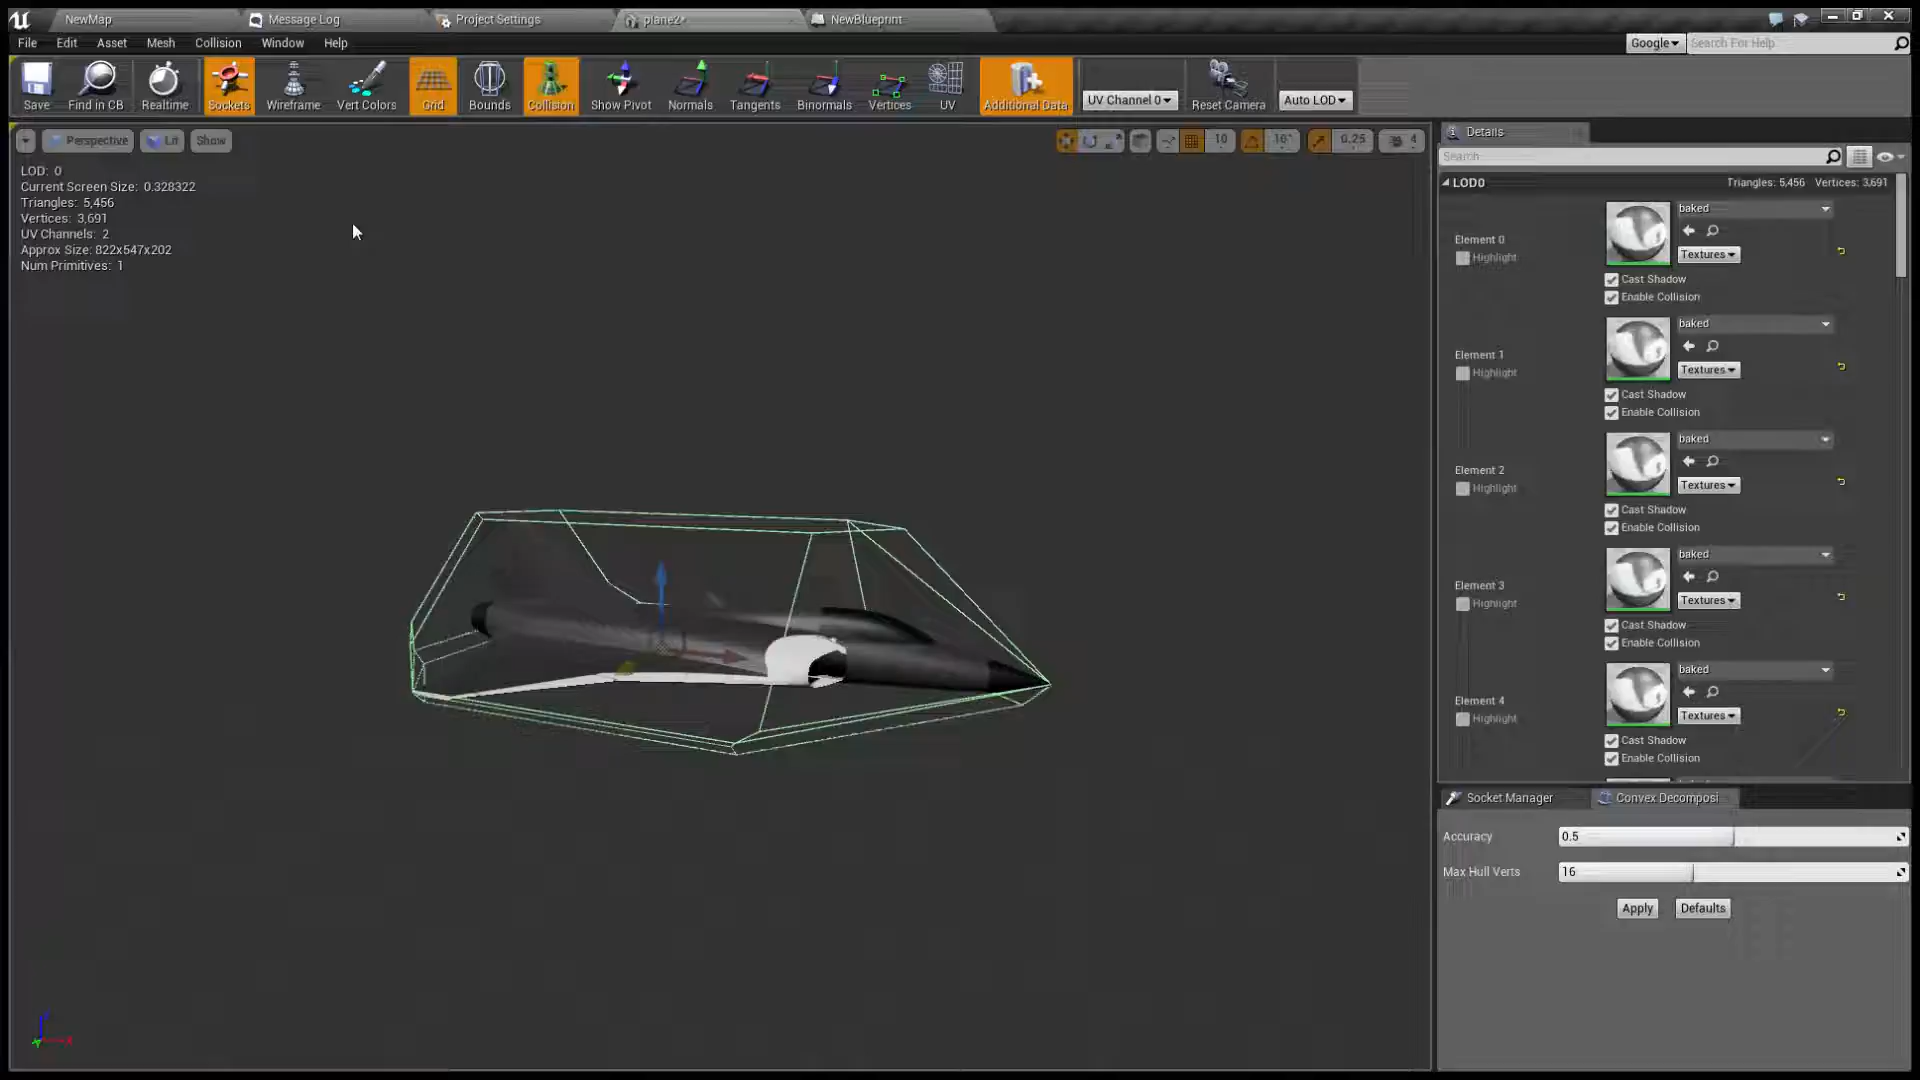 NewMap
Message Log
Project Settings
plane2*
NewBlueprint
File
Edit
Asset
Mesh
Collision
Window
Help
Google
Search For Help
Save
Find in CB
Realtime
Sockets
Wireframe
Vert Colors
Grid
Bounds
Collision
Show Pivot
Normals
Tangents
Binormals
Vertices
UV
Additional Data
UV Channel 0
Reset Camera
Auto LOD
Perspective
Lit
Show
10
10°
0.25
4
LOD: 0
Current Screen Size: 0.328322
Triangles: 5,456
Vertices: 3,691
UV Channels: 2
Approx Size: 822x547x202
Num Primitives: 1
Details
Search
LOD0
Triangles: 5,456 Vertices: 3,691
Element 0
Highlight
baked
Textures
Cast Shadow
Enable Collision
Element 1
Highlight
baked
Textures
Cast Shadow
Enable Collision
Element 2
Highlight
baked
Textures
Cast Shadow
Enable Collision
Element 3
Highlight
baked
Textures
Cast Shadow
Enable Collision
Element 4
Highlight
baked
Textures
Cast Shadow
Enable Collision
Socket Manager
Convex Decomposi
Accuracy
0.5
Max Hull Verts
16
Apply
Defaults